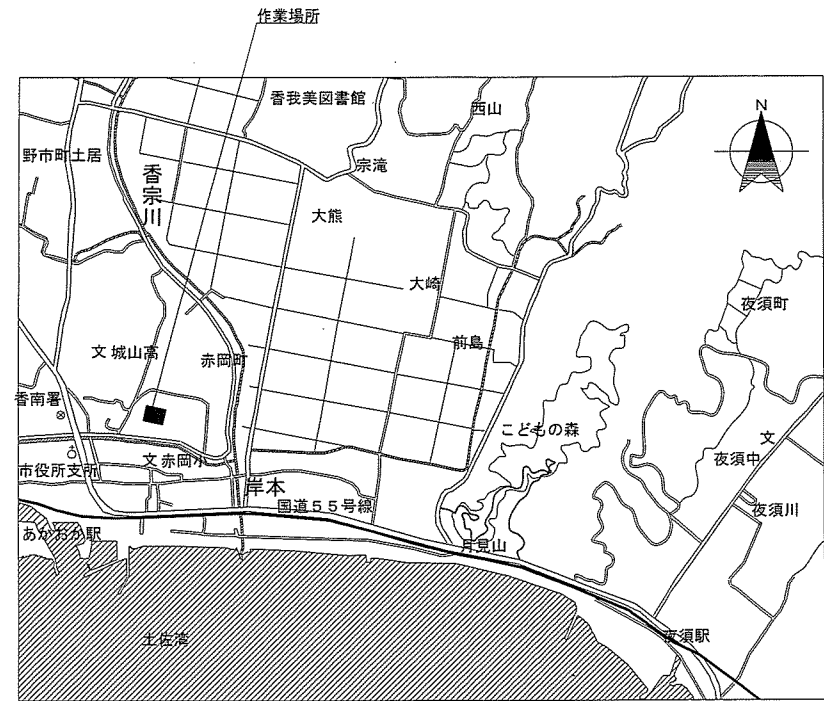 作業場所
香我美図書館
西山
N
野市町土居
宗滝
香宗川
大熊
大崎
夜須町
文 城山高
赤岡町
前島
香南署
こどもの森
文
夜須中
市役所支所
文 赤岡小
岸本
国道55号線
夜須川
あかおか駅
月見山
土佐湾
夜須駅